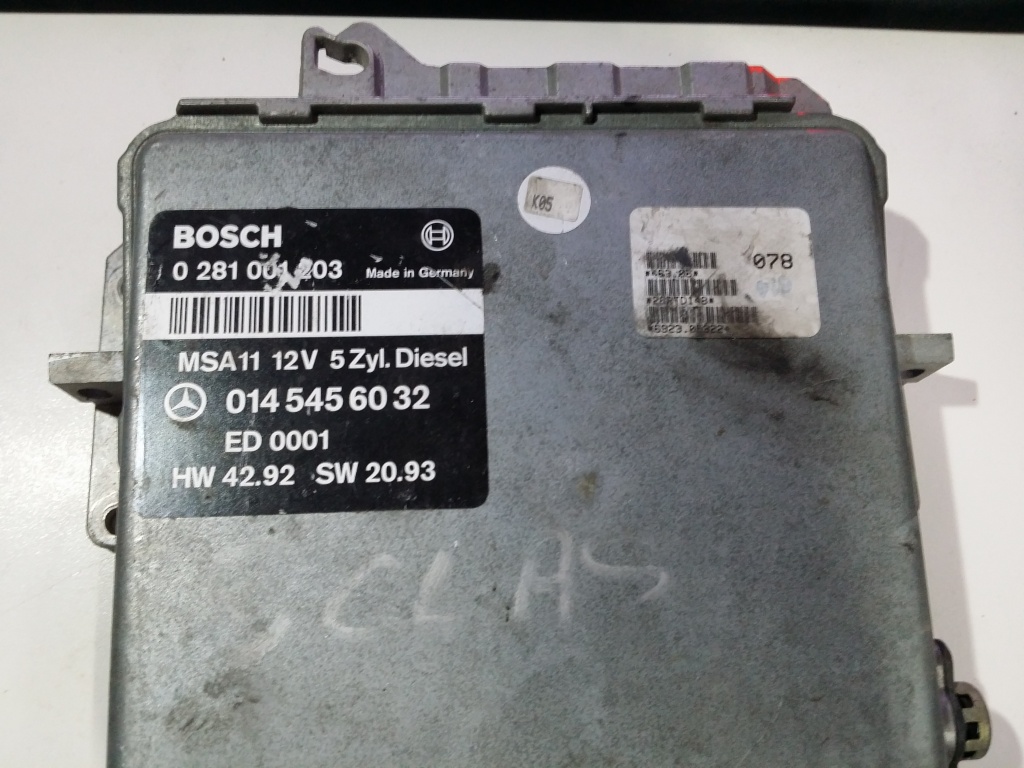 BOSCH
0 281 001 203
Made in Germany
MSA11 12V 5 Zyl. Diesel
014 545 60 32
ED 0001
HW 42.92 SW 20.93
K05
078
CLAS